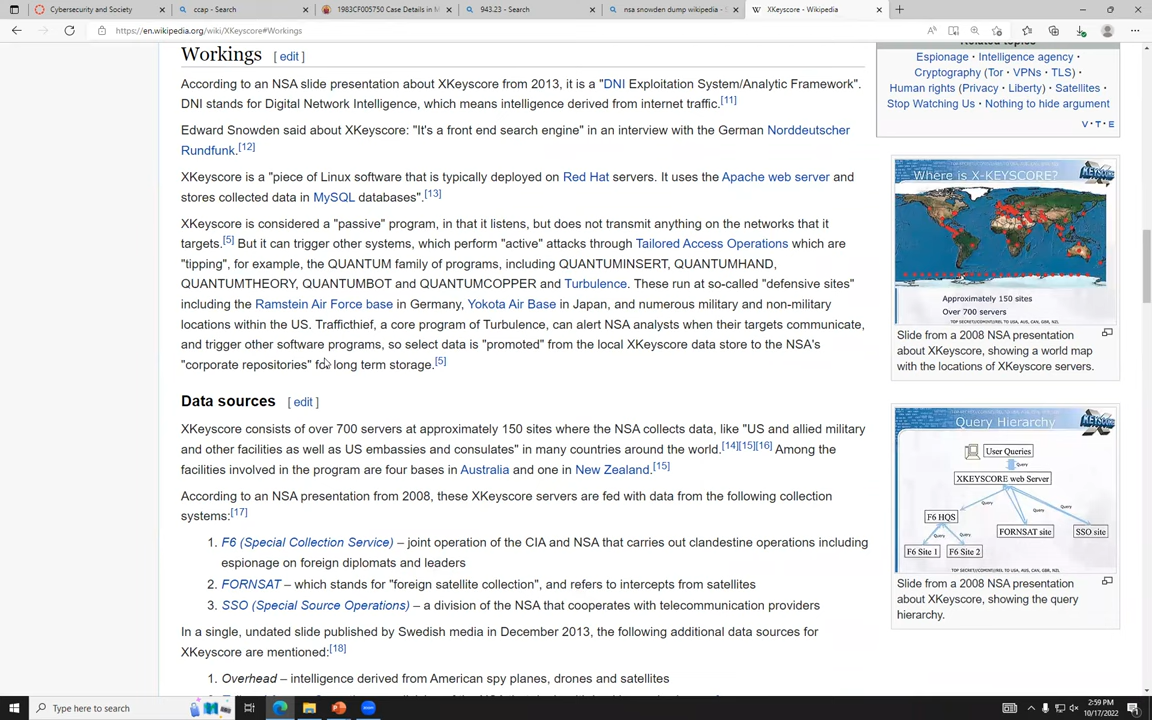 Cybersecurity and Society
ccap - Search
1983CF005750 Case Details in M
943.23 - Search
nsa snowden dump wikipedia -
XKeyscore - Wikipedia
https://en.wikipedia.org/wiki/XKeyscore#Workings
Workings [ edit ]
According to an NSA slide presentation about XKeyscore from 2013, it is a "DNI Exploitation System/Analytic Framework".
DNI stands for Digital Network Intelligence, which means intelligence derived from internet traffic.[11]
Edward Snowden said about XKeyscore: "It's a front end search engine" in an interview with the German Norddeutscher
Rundfunk.[12]
XKeyscore is a "piece of Linux software that is typically deployed on Red Hat servers. It uses the Apache web server and
stores collected data in MySQL databases".[13]
XKeyscore is considered a "passive" program, in that it listens, but does not transmit anything on the networks that it
targets.[5] But it can trigger other systems, which perform "active" attacks through Tailored Access Operations which are
"tipping", for example, the QUANTUM family of programs, including QUANTUMINSERT, QUANTUMHAND,
QUANTUMTHEORY, QUANTUMBOT and QUANTUMCOPPER and Turbulence. These run at so-called "defensive sites"
including the Ramstein Air Force base in Germany, Yokota Air Base in Japan, and numerous military and non-military
locations within the US. Trafficthief, a core program of Turbulence, can alert NSA analysts when their targets communicate,
and trigger other software programs, so select data is "promoted" from the local XKeyscore data store to the NSA's
"corporate repositories" for long term storage.[5]
Data sources [ edit ]
XKeyscore consists of over 700 servers at approximately 150 sites where the NSA collects data, like "US and allied military
and other facilities as well as US embassies and consulates" in many countries around the world.[14][15][16] Among the
facilities involved in the program are four bases in Australia and one in New Zealand.[15]
According to an NSA presentation from 2008, these XKeyscore servers are fed with data from the following collection
systems:[17]
1. F6 (Special Collection Service) – joint operation of the CIA and NSA that carries out clandestine operations including
espionage on foreign diplomats and leaders
2. FORNSAT – which stands for "foreign satellite collection", and refers to intercepts from satellites
3. SSO (Special Source Operations) – a division of the NSA that cooperates with telecommunication providers
In a single, undated slide published by Swedish media in December 2013, the following additional data sources for
XKeyscore are mentioned:[18]
1. Overhead – intelligence derived from American spy planes, drones and satellites
Related topics
Espionage · Intelligence agency ·
Cryptography (Tor · VPNs · TLS) ·
Human rights (Privacy · Liberty) · Satellites ·
Stop Watching Us · Nothing to hide argument
V · T · E
Where is X-KEYSCORE?
Approximately 150 sites
Over 700 servers
TOP SECRET//COMINT//REL TO USA, AUS, CAN, GBR, NZL
Slide from a 2008 NSA presentation
about XKeyscore, showing a world map
with the locations of XKeyscore servers.
Query Hierarchy
User Queries
Query
XKEYSCORE web Server
Query
Query
Query
F6 HQS
FORNSAT site
SSO site
Query
Query
F6 Site 1
F6 Site 2
TOP SECRET//COMINT//REL TO USA, AUS, CAN, GBR, NZL
Slide from a 2008 NSA presentation
about XKeyscore, showing the query
hierarchy.
Type here to search
2:59 PM
10/17/2022